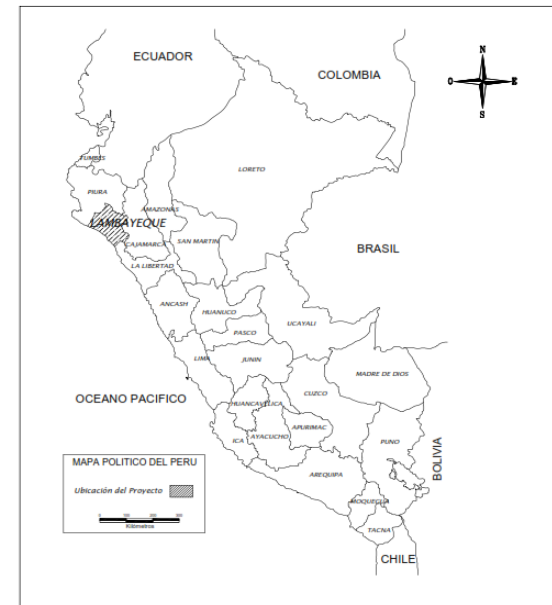 ECUADOR
COLOMBIA
N
O
E
S
TUMBES
LORETO
PIURA
AMAZONAS
LAMBAYEQUE
CAJAMARCA
SAN MARTIN
BRASIL
LA LIBERTAD
ANCASH
HUANUCO
UCAYALI
PASCO
LIMA
JUNIN
MADRE DE DIOS
CUZCO
OCEANO PACIFICO
HUANCAVELICA
APURIMAC
ICA
AYACUCHO
PUNO
BOLIVIA
AREQUIPA
MAPA POLITICO DEL PERU
Ubicación del Proyecto
Kilómetros
MOQUEGUA
TACNA
CHILE